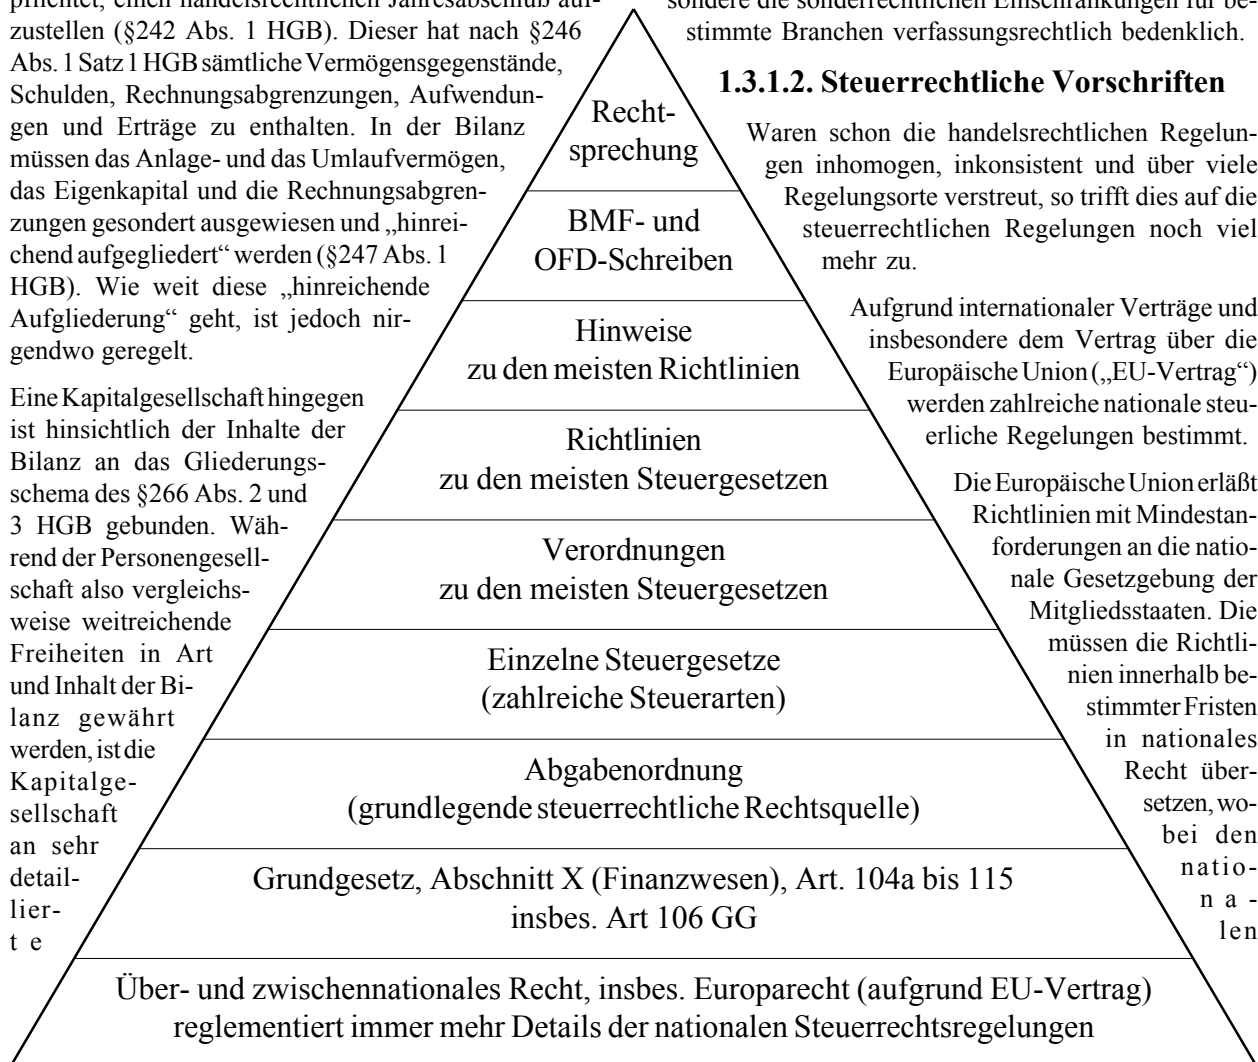 zustellen (§242 Abs. 1 HGB). Dieser hat nach §246
Abs. 1 Satz 1 HGB sämtliche Vermögensgegenstände,
Schulden, Rechnungsabgrenzungen, Aufwendun-
gen und Erträge zu enthalten. In der Bilanz
müssen das Anlage- und das Umlaufvermögen,
das Eigenkapital und die Rechnungsabgren-
zungen gesondert ausgewiesen und „hinrei-
chend aufgegliedert“ werden (§247 Abs. 1
HGB). Wie weit diese „hinreichende
Aufgliederung“ geht, ist jedoch nir-
gendwo geregelt.
Eine Kapitalgesellschaft hingegen
ist hinsichtlich der Inhalte der
Bilanz an das Gliederungs-
schema des §266 Abs. 2 und
3 HGB gebunden. Wäh-
rend der Personengesell-
schaft also vergleichs-
weise weitreichende
Freiheiten in Art
und Inhalt der Bi-
lanz gewährt
werden, ist die
Kapitalge-
sellschaft
an sehr
detail-
lier-
t e
Recht-
sprechung
BMF- und
OFD-Schreiben
Hinweise
zu den meisten Richtlinien
Richtlinien
zu den meisten Steuergesetzen
Verordnungen
zu den meisten Steuergesetzen
Einzelne Steuergesetze
(zahlreiche Steuerarten)
Abgabenordnung
(grundlegende steuerrechtliche Rechtsquelle)
Grundgesetz, Abschnitt X (Finanzwesen), Art. 104a bis 115
insbes. Art 106 GG
Über- und zwischennationales Recht, insbes. Europarecht (aufgrund EU-Vertrag)
reglementiert immer mehr Details der nationalen Steuerrechtsregelungen
sondere die sonderrechtlichen Einschränkungen für be-
stimmte Branchen verfassungsrechtlich bedenklich.
1.3.1.2. Steuerrechtliche Vorschriften
Waren schon die handelsrechtlichen Regelun-
gen inhomogen, inkonsistent und über viele
Regelungsorte verstreut, so trifft dies auf die
steuerrechtlichen Regelungen noch viel
mehr zu.
Aufgrund internationaler Verträge und
insbesondere dem Vertrag über die
Europäische Union („EU-Vertrag“)
werden zahlreiche nationale steu-
erliche Regelungen bestimmt.
Die Europäische Union erläßt
Richtlinien mit Mindestan-
forderungen an die natio-
nale Gesetzgebung der
Mitgliedsstaaten. Die
müssen die Richtli-
nien innerhalb be-
stimmter Fristen
in nationales
Recht über-
setzen, wo-
bei den
natio-
n a -
len